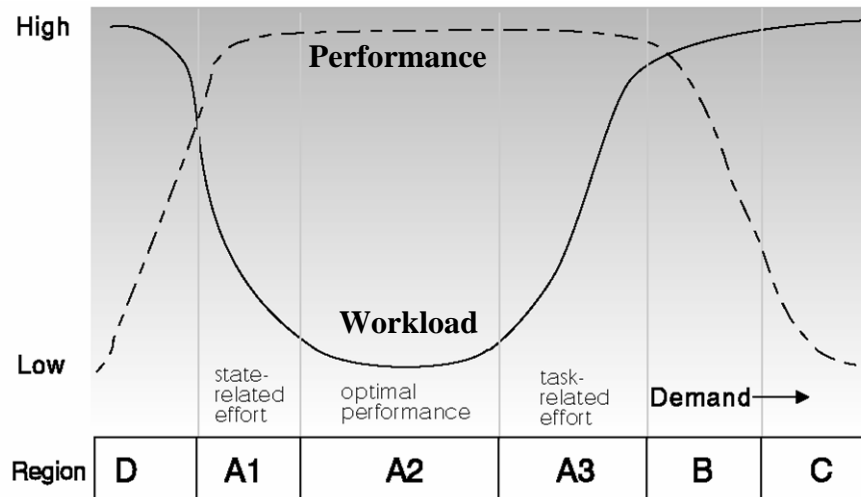 High
Performance
Workload
Low
state-
related
effort
optimal
performance
task-
related
effort
Demand
Region D A1 A2 A3 B C